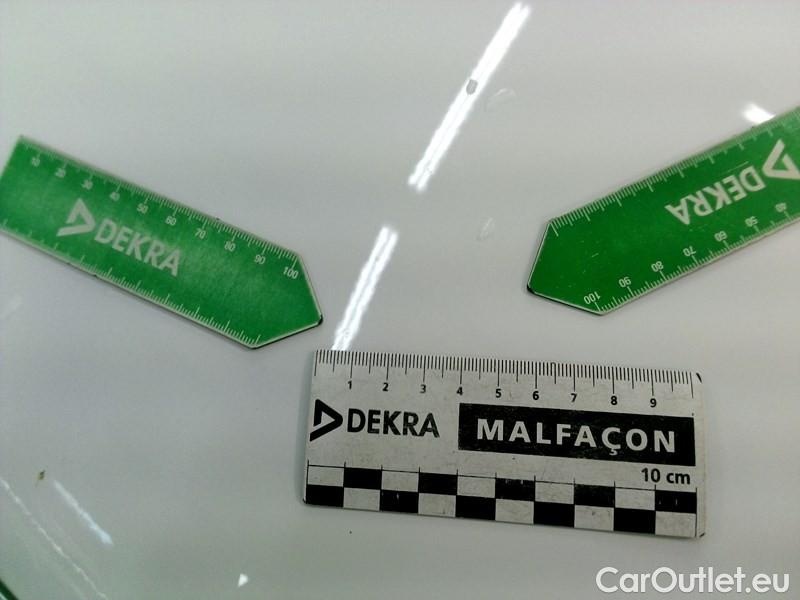 10 20 30 40 50 60 70 80 90 100
DEKRA
DEKRA
40 50 60 70 80 90 100
1 2 3 4 5 6 7 8 9
DEKRA MALFAÇON
10 cm
CarOutlet.eu